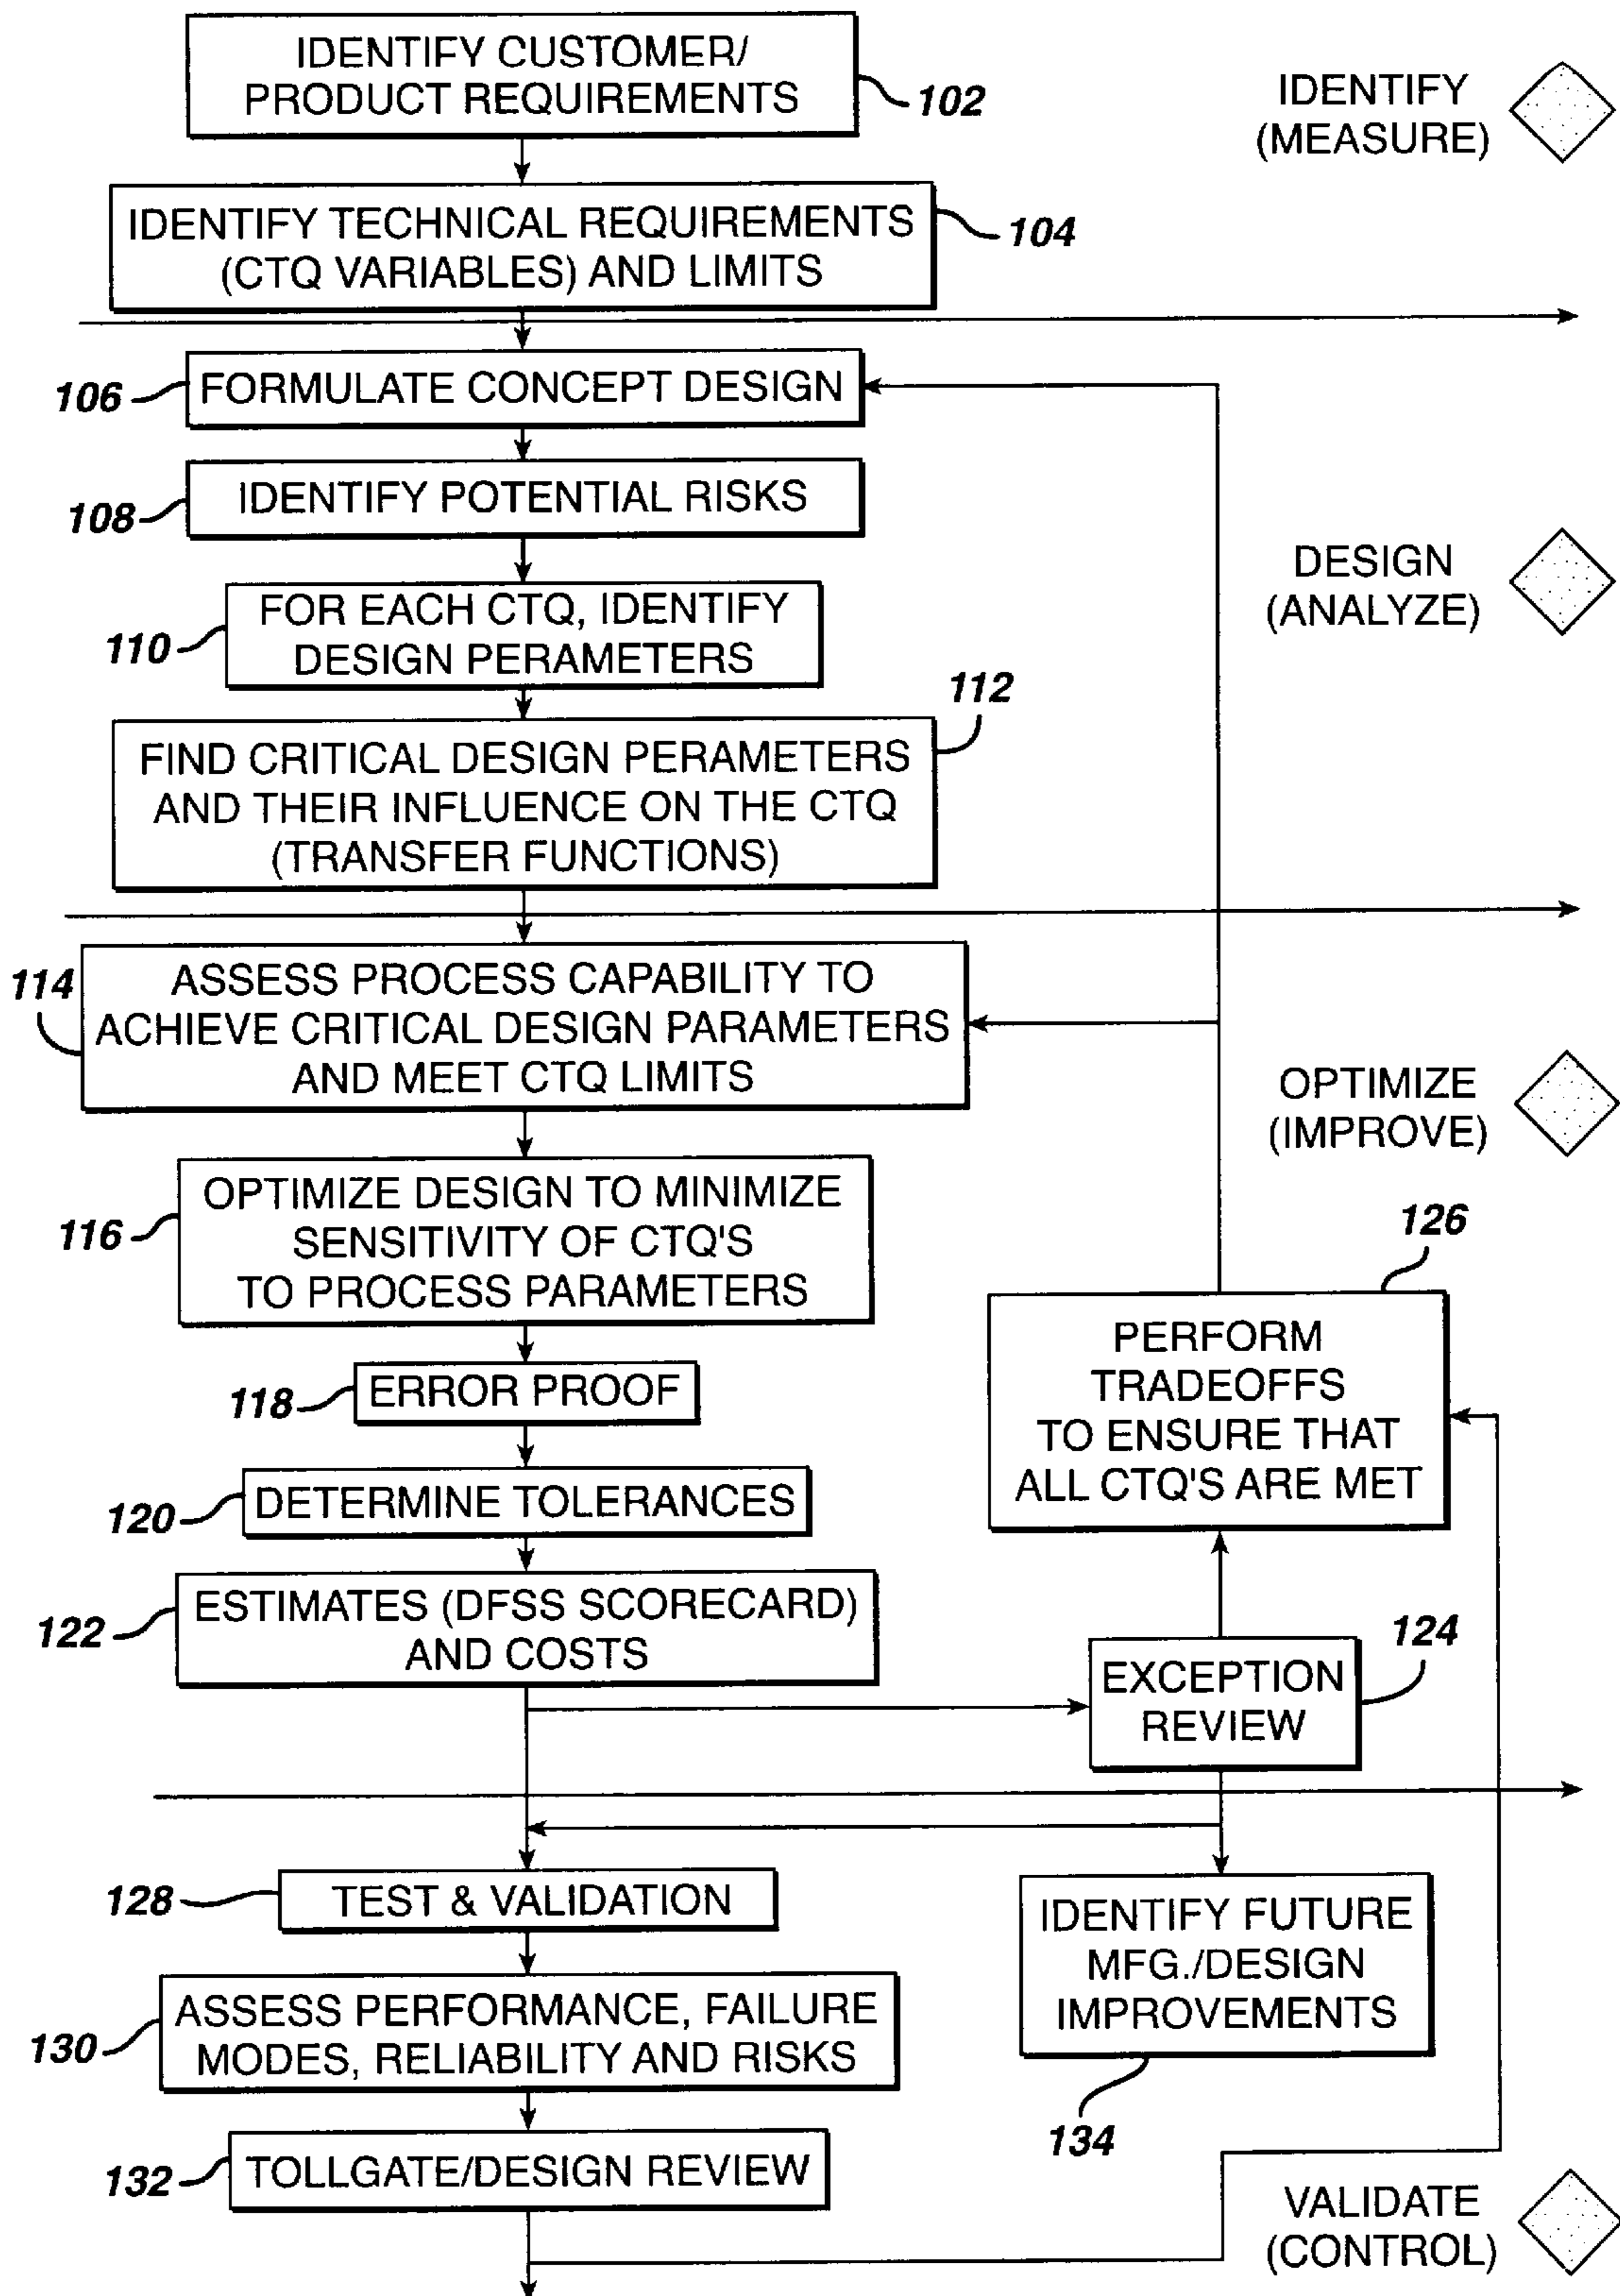 IDENTIFY CUSTOMER/
PRODUCT REQUIREMENTS
102
IDENTIFY
(MEASURE)
IDENTIFY TECHNICAL REQUIREMENTS
(CTQ VARIABLES) AND LIMITS
104
106
FORMULATE CONCEPT DESIGN
108
IDENTIFY POTENTIAL RISKS
DESIGN
(ANALYZE)
110
FOR EACH CTQ, IDENTIFY
DESIGN PERAMETERS
112
FIND CRITICAL DESIGN PERAMETERS
AND THEIR INFLUENCE ON THE CTQ
(TRANSFER FUNCTIONS)
114
ASSESS PROCESS CAPABILITY TO
ACHIEVE CRITICAL DESIGN PARAMETERS
AND MEET CTQ LIMITS
OPTIMIZE
(IMPROVE)
116
OPTIMIZE DESIGN TO MINIMIZE
SENSITIVITY OF CTQ'S
TO PROCESS PARAMETERS
126
PERFORM
TRADEOFFS
TO ENSURE THAT
ALL CTQ'S ARE MET
118
ERROR PROOF
120
DETERMINE TOLERANCES
122
ESTIMATES (DFSS SCORECARD)
AND COSTS
124
EXCEPTION
REVIEW
128
TEST & VALIDATION
IDENTIFY FUTURE
MFG./DESIGN
IMPROVEMENTS
134
130
ASSESS PERFORMANCE, FAILURE
MODES, RELIABILITY AND RISKS
132
TOLLGATE/DESIGN REVIEW
VALIDATE
(CONTROL)